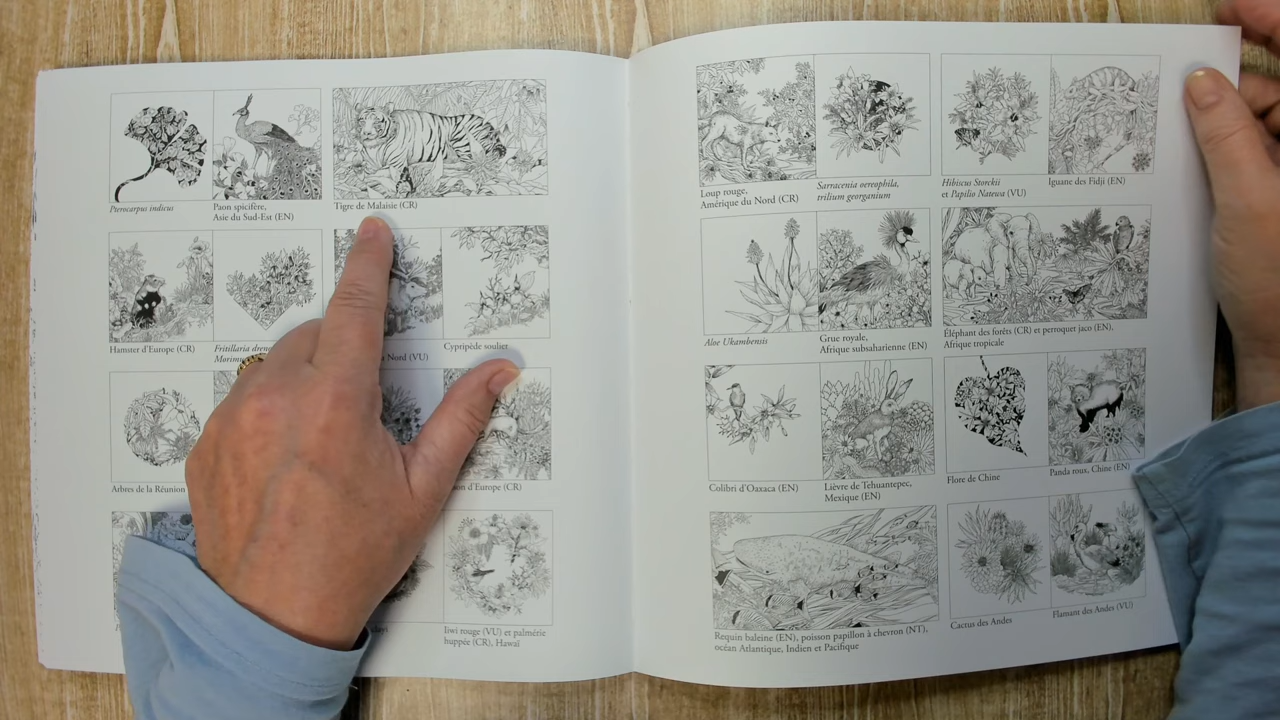 Pterocarpus indicus
Paon spicifère,
Asie du Sud-Est (EN)
Tigre de Malaisie (CR)
Hamster d'Europe (CR)
Fritillaria
Nord (VU)
Cypripède soulier
Arbres de la Réunion
d'Europe (CR)
Iiwi rouge (VU) et palmérie
huppée (CR), Hawaï
Loup rouge,
Amérique du Nord (CR)
Sarracenia oereophila,
trilium georganium
Hibiscus Storckii
et Papilio Natewa (VU)
Iguane des Fidji (EN)
Aloe Ukambensis
Grue royale,
Afrique subsaharienne (EN)
Éléphant des forêts (CR) et perroquet jaco (EN),
Afrique tropicale
Colibri d'Oaxaca (EN)
Lièvre de Tehuantepec,
Mexique (EN)
Flore de Chine
Panda roux, Chine (EN)
Requin baleine (EN), poisson papillon à chevron (NT),
océan Atlantique, Indien et Pacifique
Cactus des Andes
Flamant des Andes (VU)